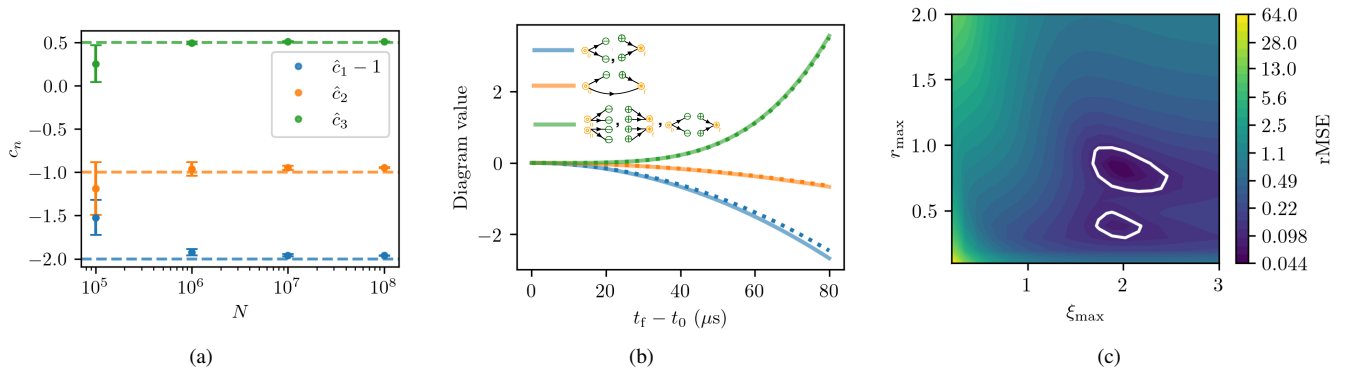 0.5
0.0
−0.5
−1.0
−1.5
−2.0
c_n
10^5
10^6
10^7
10^8
N
ĉ_1 − 1
ĉ_2
ĉ_3
(a)
2
0
−2
Diagram value
0
20
40
60
80
t_f − t_0 (μs)
,
,
(b)
2.0
1.5
1.0
0.5
r_max
1
2
3
ξ_max
64.0
28.0
13.0
5.6
2.5
1.1
0.49
0.22
0.098
0.044
rMSE
(c)